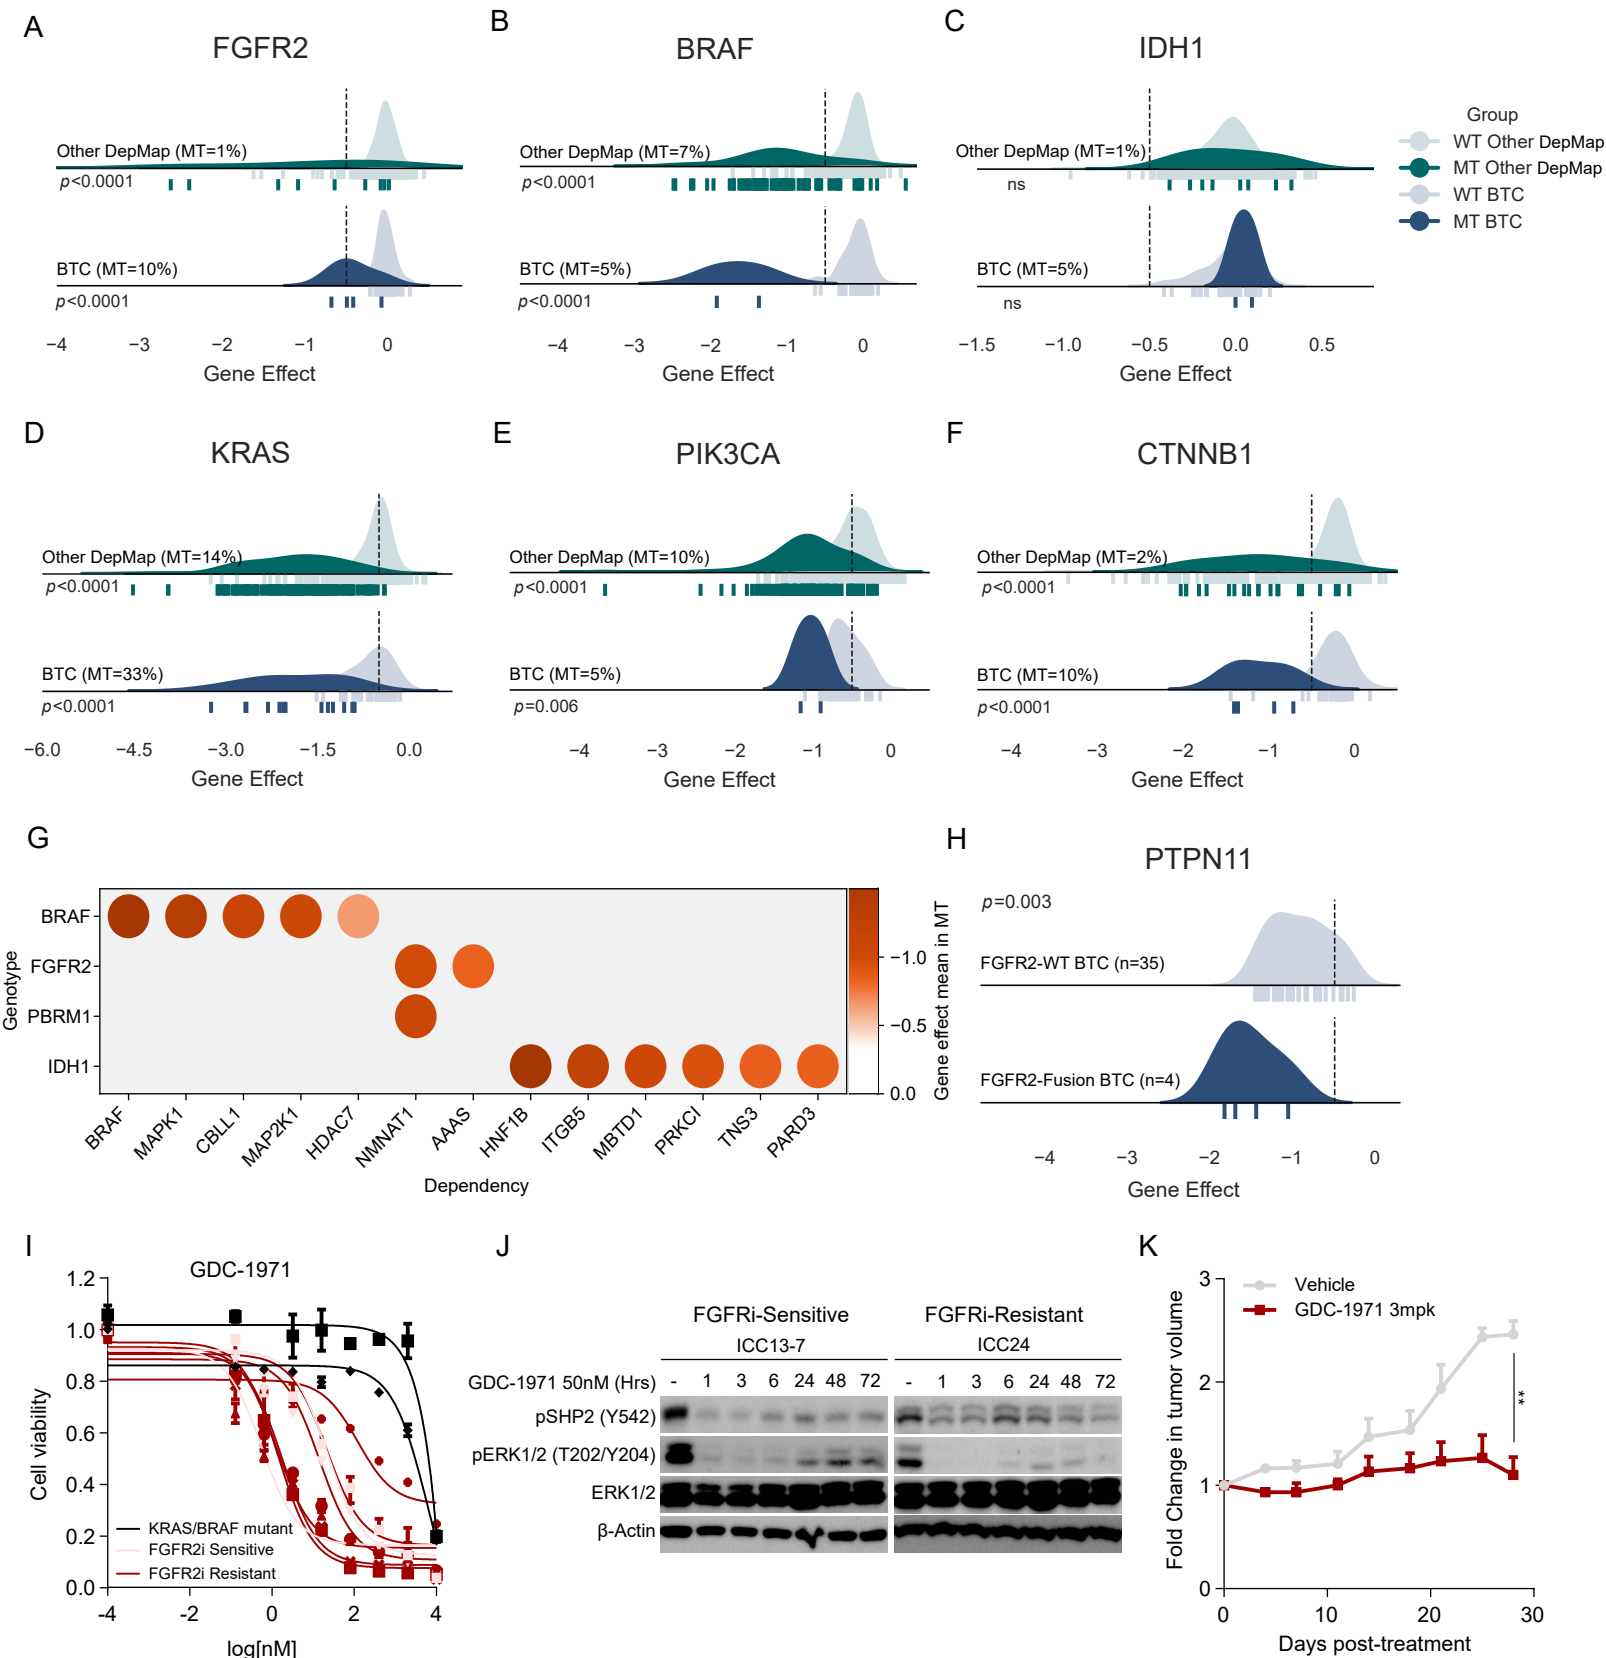 A
FGFR2
Other DepMap (MT=1%)
p<0.0001
BTC (MT=10%)
p<0.0001
−4 −3 −2 −1 0
Gene Effect
B
BRAF
Other DepMap (MT=7%)
p<0.0001
BTC (MT=5%)
p<0.0001
−4 −3 −2 −1 0
Gene Effect
C
IDH1
Other DepMap (MT=1%)
ns
BTC (MT=5%)
ns
−1.5 −1.0 −0.5 0.0 0.5
Gene Effect
Group
WT Other DepMap
MT Other DepMap
WT BTC
MT BTC
D
KRAS
Other DepMap (MT=14%)
p<0.0001
BTC (MT=33%)
p<0.0001
−6.0 −4.5 −3.0 −1.5 0.0
Gene Effect
E
PIK3CA
Other DepMap (MT=10%)
p<0.0001
BTC (MT=5%)
p=0.006
−4 −3 −2 −1 0
Gene Effect
F
CTNNB1
Other DepMap (MT=2%)
p<0.0001
BTC (MT=10%)
p<0.0001
−4 −3 −2 −1 0
Gene Effect
G
Genotype
BRAF
FGFR2
PBRM1
IDH1
BRAF MAPK1 CBLL1 MAP2K1 HDAC7 NMNAT1 AAAS HNF1B ITGB5 MBTD1 PRKCI TNS3 PARD3
Dependency
−1.0
−0.5
0.0
Gene effect mean in MT
H
PTPN11
p=0.003
FGFR2-WT BTC (n=35)
FGFR2-Fusion BTC (n=4)
−4 −3 −2 −1 0
Gene Effect
I
GDC-1971
Cell viability
1.2
1.0
0.8
0.6
0.4
0.2
0.0
KRAS/BRAF mutant
FGFR2i Sensitive
FGFR2i Resistant
-4 -2 0 2 4
log[nM]
J
FGFRi-Sensitive FGFRi-Resistant
ICC13-7 ICC24
GDC-1971 50nM (Hrs) - 1 3 6 24 48 72 - 1 3 6 24 48 72
pSHP2 (Y542)
pERK1/2 (T202/Y204)
ERK1/2
β-Actin
K
Fold Change in tumor volume
3
2
1
0
Vehicle
GDC-1971 3mpk
**
0 10 20 30
Days post-treatment